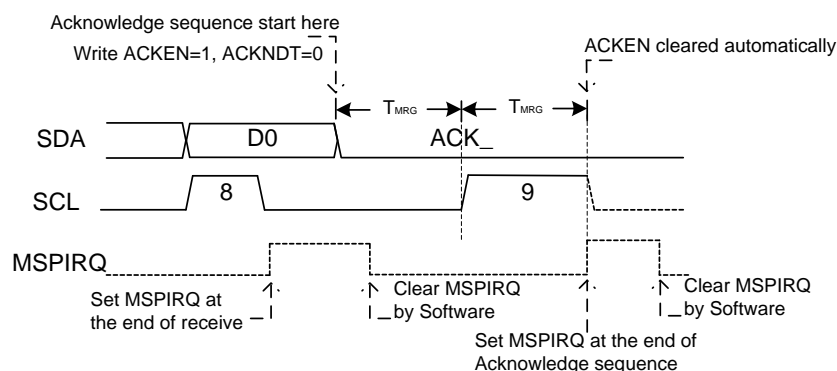 Acknowledge sequence start here
Write ACKEN=1, ACKNDT=0
ACKEN cleared automatically
TMRG
TMRG
SDA
D0
ACK_
SCL
8
9
MSPIRQ
Set MSPIRQ at
the end of receive
Clear MSPIRQ
by Software
Set MSPIRQ at the end of
Acknowledge sequence
Clear MSPIRQ
by Software